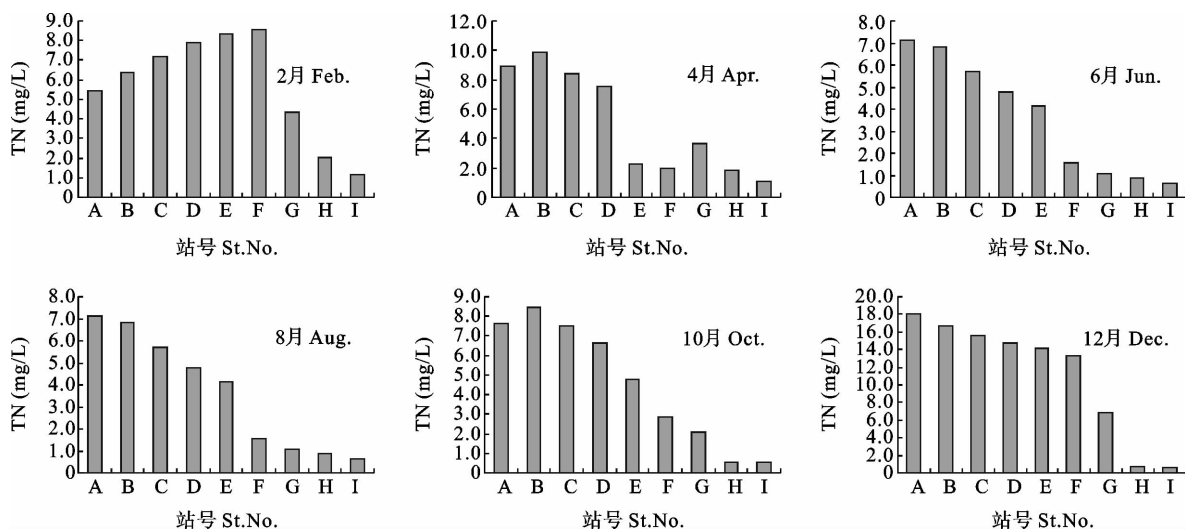 TN (mg/L)
9.0
8.0
7.0
6.0
5.0
4.0
3.0
2.0
1.0
2月 Feb.
A B C D E F G H I
站号 St.No.
TN (mg/L)
12.0
10.0
8.0
6.0
4.0
2.0
0
4月 Apr.
A B C D E F G H I
站号 St.No.
TN (mg/L)
8.0
7.0
6.0
5.0
4.0
3.0
2.0
1.0
0
6月 Jun.
A B C D E F G H I
站号 St.No.
TN (mg/L)
8.0
7.0
6.0
5.0
4.0
3.0
2.0
1.0
0
8月 Aug.
A B C D E F G H I
站号 St.No.
TN (mg/L)
9.0
8.0
7.0
6.0
5.0
4.0
3.0
2.0
1.0
0
10月 Oct.
A B C D E F G H I
站号 St.No.
TN (mg/L)
20.0
18.0
16.0
14.0
12.0
10.0
8.0
6.0
4.0
2.0
0
12月 Dec.
A B C D E F G H I
站号 St.No.